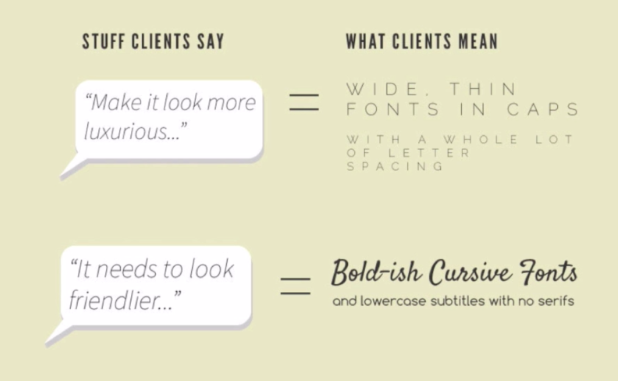 STUFF CLIENTS SAY
WHAT CLIENTS MEAN
“Make it look more
luxurious...”
=
WIDE, THIN
FONTS IN CAPS
WITH A WHOLE LOT
OF LETTER
SPACING
“It needs to look
friendlier...”
=
Bold-ish Cursive Fonts
and lowercase subtitles with no serifs